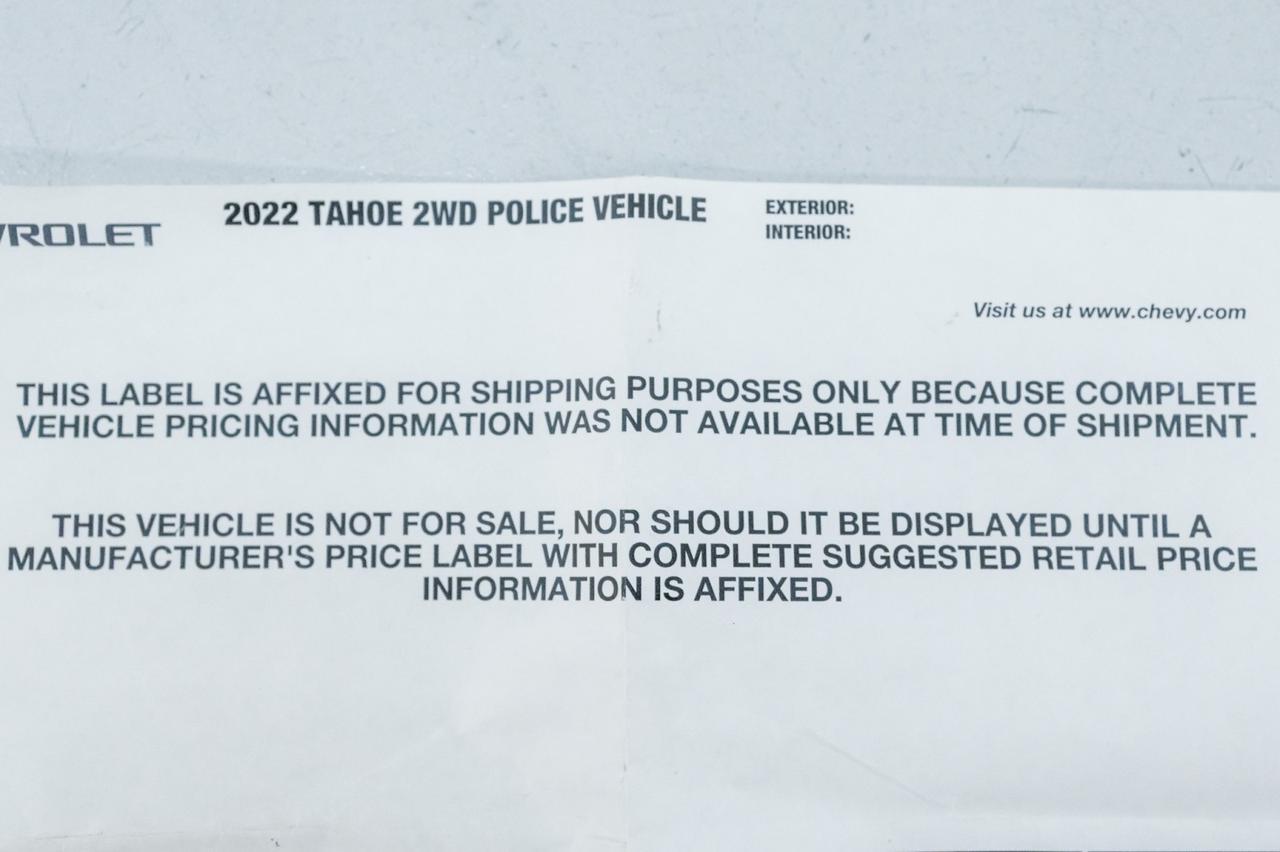 VROLET
2022 TAHOE 2WD POLICE VEHICLE
EXTERIOR:
INTERIOR:
Visit us at www.chevy.com
THIS LABEL IS AFFIXED FOR SHIPPING PURPOSES ONLY BECAUSE COMPLETE
VEHICLE PRICING INFORMATION WAS NOT AVAILABLE AT TIME OF SHIPMENT.
THIS VEHICLE IS NOT FOR SALE, NOR SHOULD IT BE DISPLAYED UNTIL A
MANUFACTURER'S PRICE LABEL WITH COMPLETE SUGGESTED RETAIL PRICE
INFORMATION IS AFFIXED.